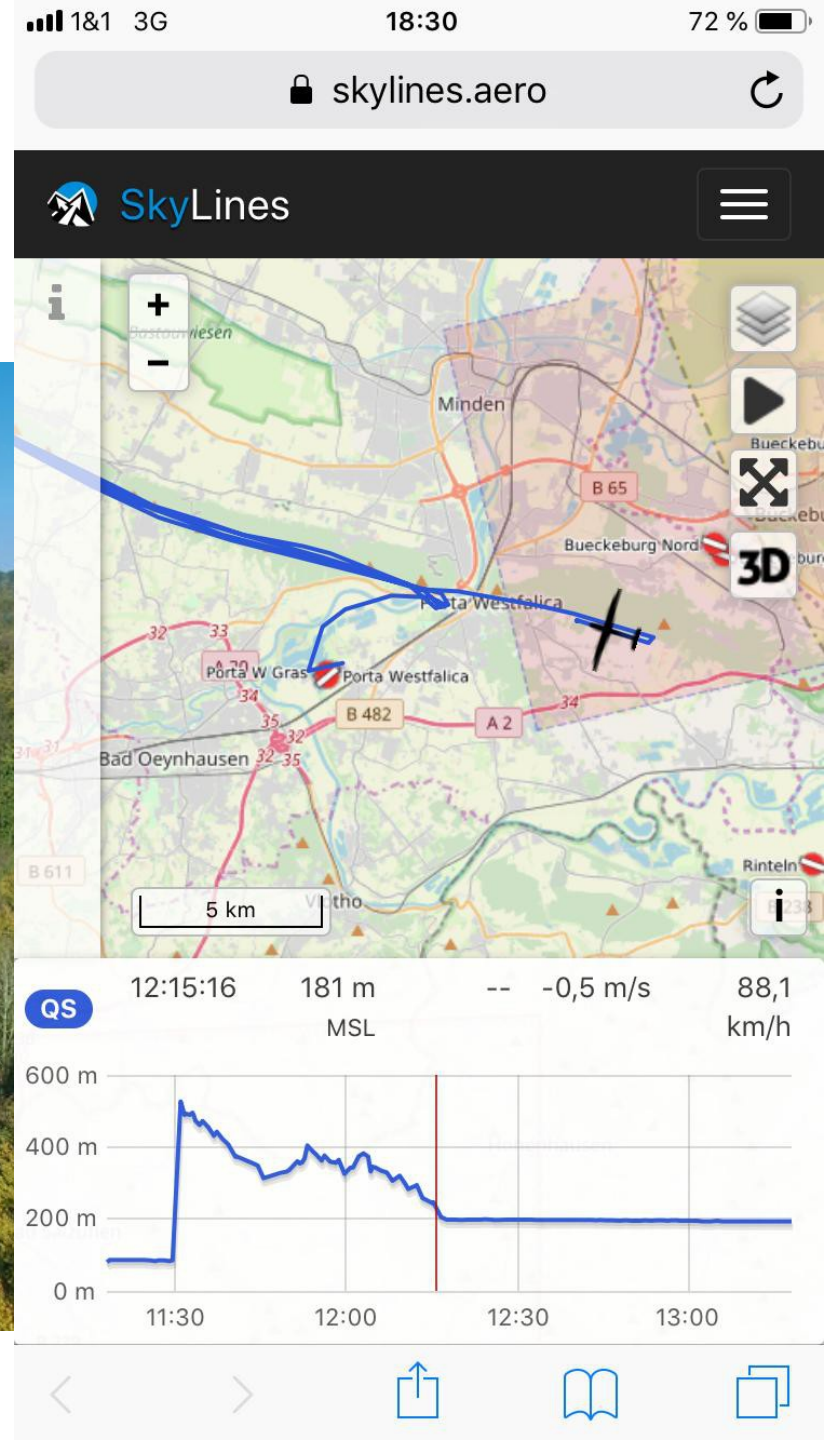 1&1 3G 18:30 72 %
skylines.aero
SkyLines
i
+
−
Bastauwiesen
Minden
Bueckebu
B 65
Bueckeburg Nord
3D
Porta Westfalica
32 33
Porta W Gras
Porta Westfalica
34
B 482
34
A 2
35
32
31 31
Bad Oeynhausen 32 35
B 611
Rinteln
5 km
i
QS 12:15:16 181 m -- -0,5 m/s 88,1
MSL km/h
600 m
400 m
200 m
0 m
11:30 12:00 12:30 13:00